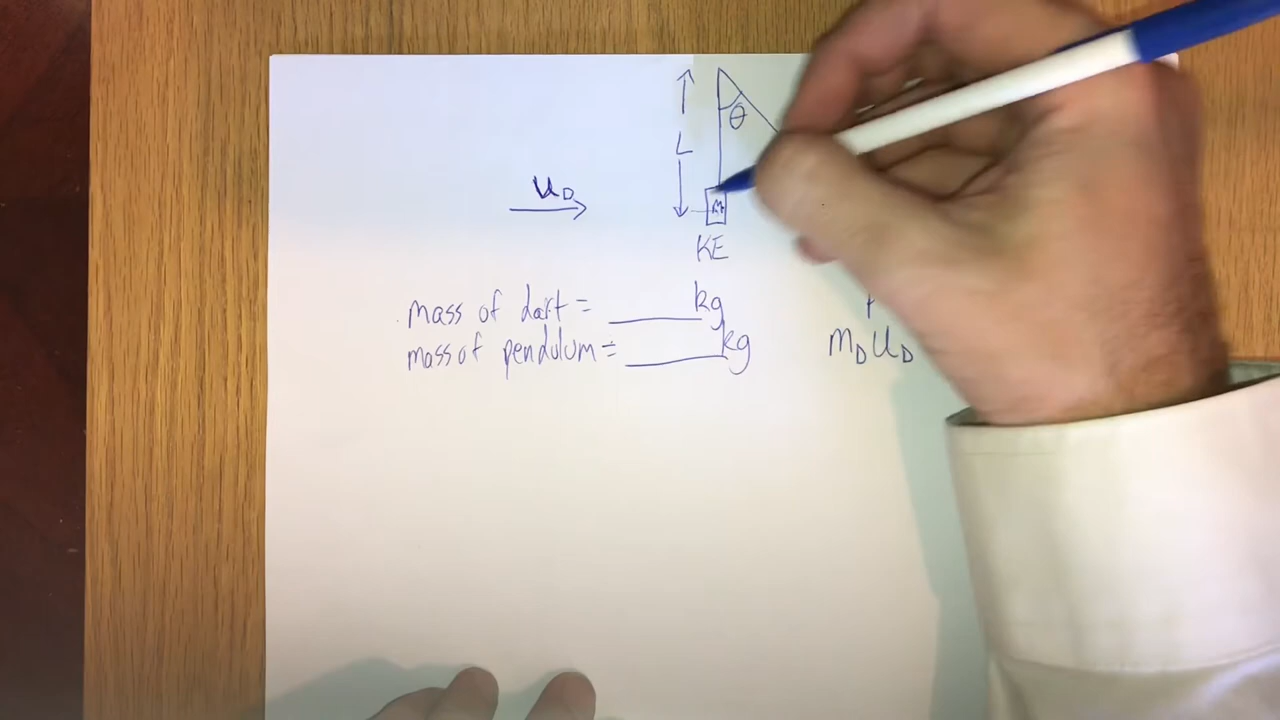 θ
L
u_D
m
KE
mass of dart = ______ kg
mass of pendulum = ______ kg
m_D u_D